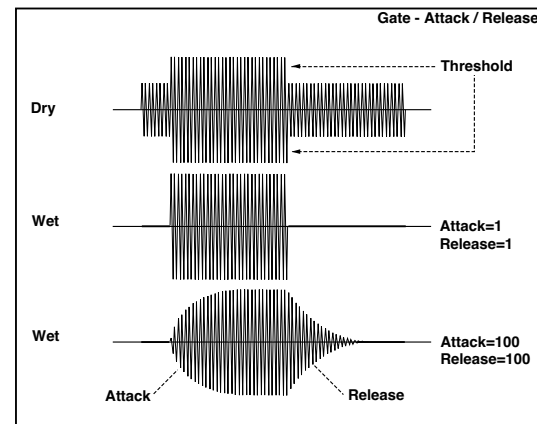 Gate - Attack / Release
Threshold
Dry
Wet
Attack=1
Release=1
Wet
Attack=100
Release=100
Attack
Release